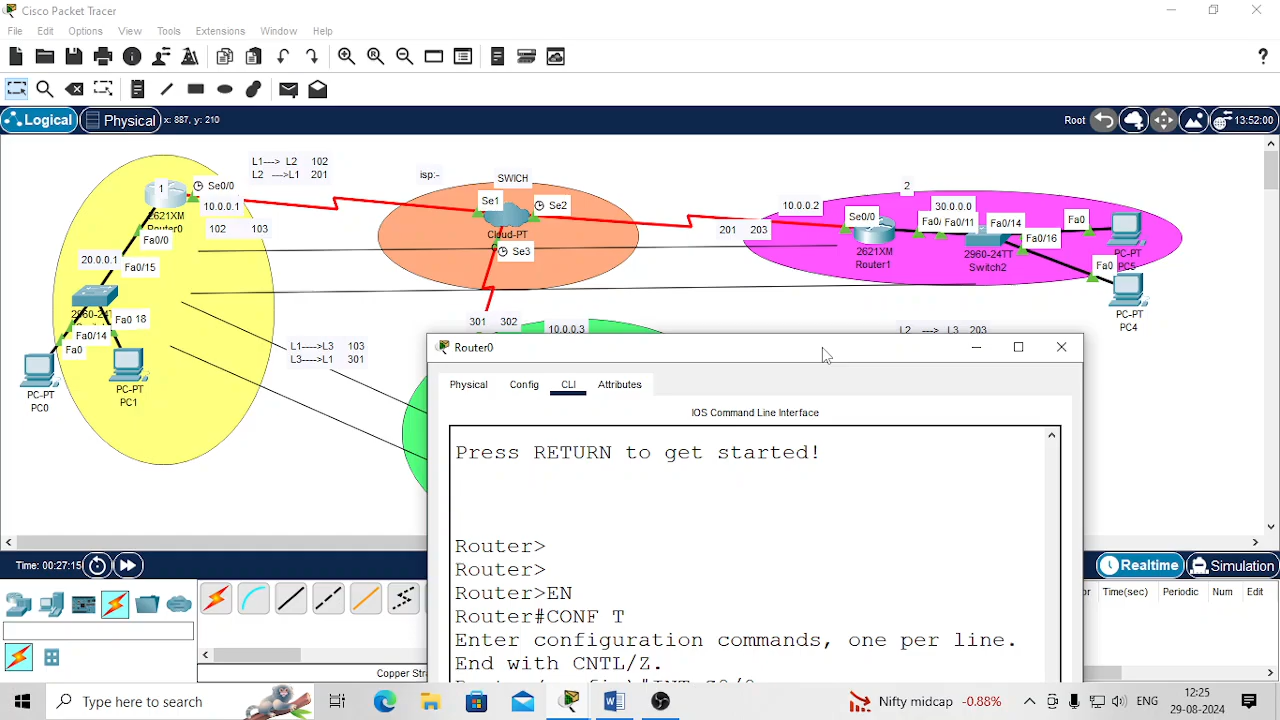 Cisco Packet Tracer
File Edit Options View Tools Extensions Window Help
Logical Physical x: 887, y: 210 Root 13:52:00
L1---> L2 102
L2 --->L1 201
isp:-
SWICH
2
1
Se0/0
2621XM
Router0
10.0.0.1
102 103
Fa0/0
20.0.0.1
Fa0/15
Fa0 18
Fa0/14
Fa0
PC-PT
PC0
PC-PT
PC1
Se1
Se2
Cloud-PT
Se3
301 302
10.0.0.3
L1--->L3 103
L3--->L1 301
10.0.0.2
201 203
Se0/0
2621XM
Router1
30.0.0.0
Fa0/11
Fa0/14
2960-24TT
Switch2
Fa0/16
Fa0
PC-PT
PC5
Fa0
PC-PT
PC4
L2 ---> L3 203
Router0
Physical Config CLI Attributes
IOS Command Line Interface
Press RETURN to get started!
Router>
Router>
Router>EN
Router#CONF T
Enter configuration commands, one per line.
End with CNTL/Z.
Time: 00:27:15
Realtime Simulation
Time(sec) Periodic Num Edit
Copper Str
Type here to search
Nifty midcap -0.88%
ENG
12:25
29-08-2024